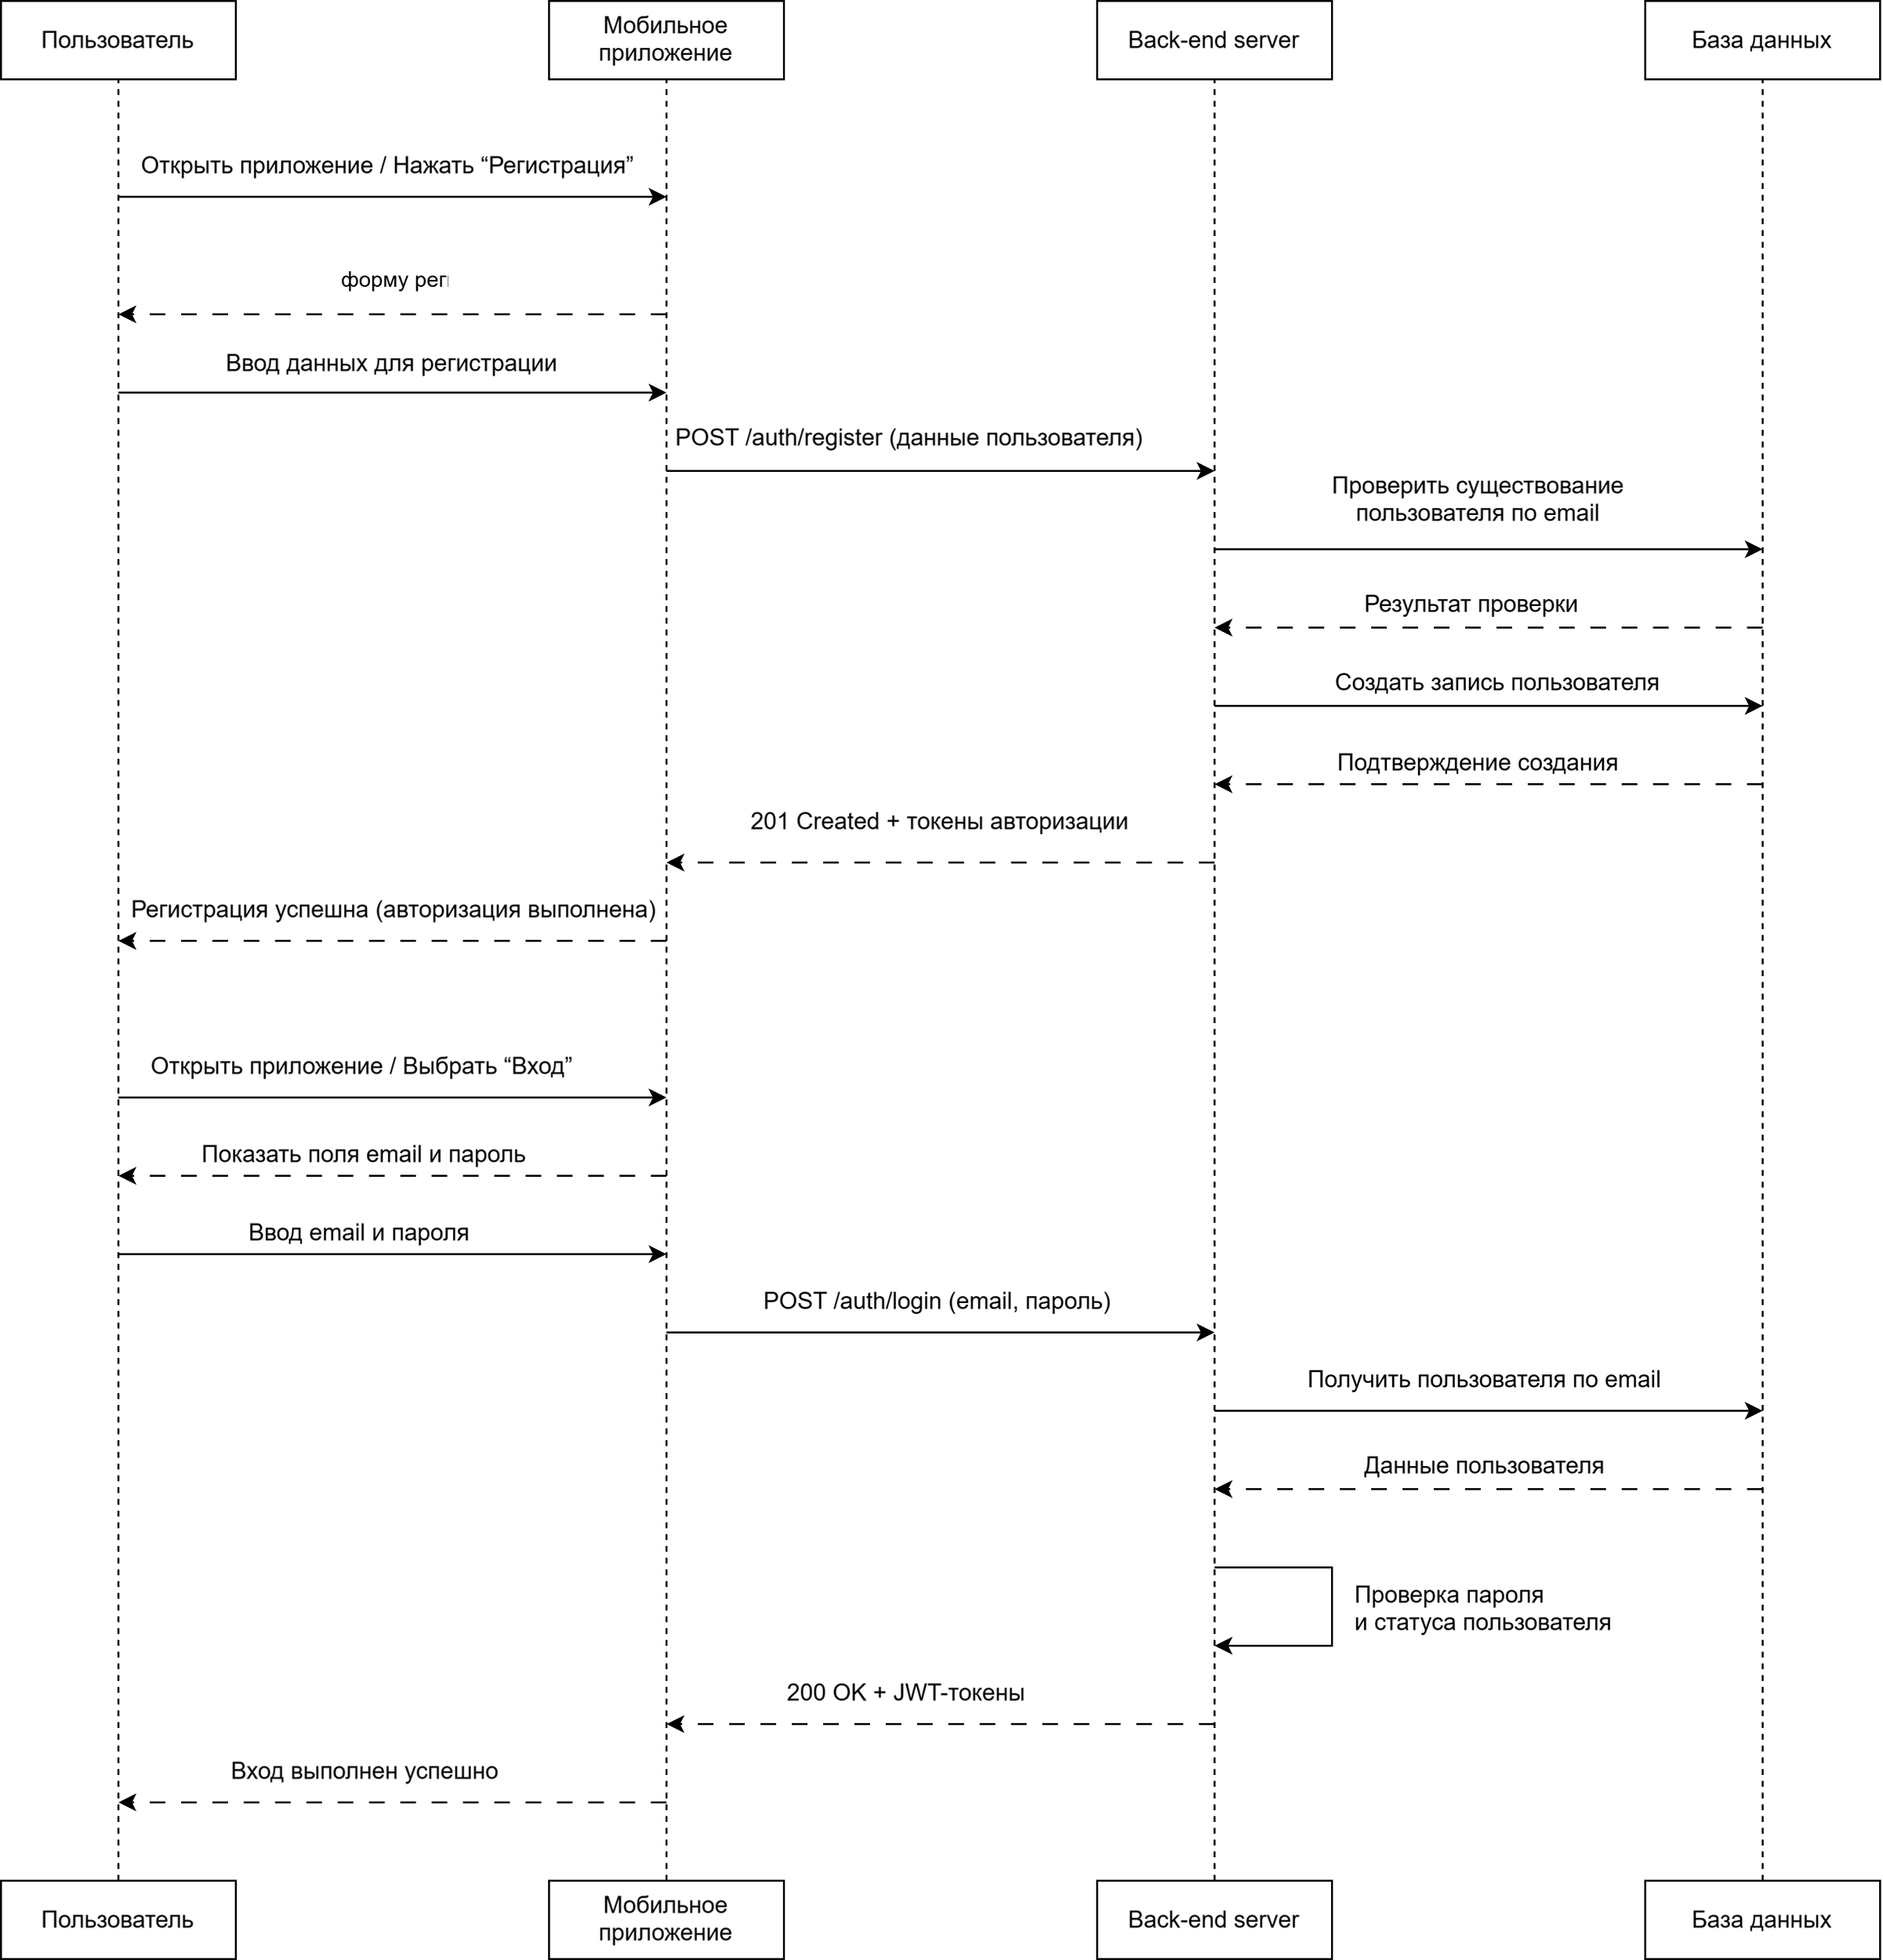 Пользователь
Мобильное
приложение
Back-end server
База данных
Открыть приложение / Нажать “Регистрация”
форму рег
Ввод данных для регистрации
POST /auth/register (данные пользователя)
Проверить существование
пользователя по email
Результат проверки
Создать запись пользователя
Подтверждение создания
201 Created + токены авторизации
Регистрация успешна (авторизация выполнена)
Открыть приложение / Выбрать “Вход”
Показать поля email и пароль
Ввод email и пароля
POST /auth/login (email, пароль)
Получить пользователя по email
Данные пользователя
Проверка пароля
и статуса пользователя
200 OK + JWT-токены
Вход выполнен успешно
Пользователь
Мобильное
приложение
Back-end server
База данных